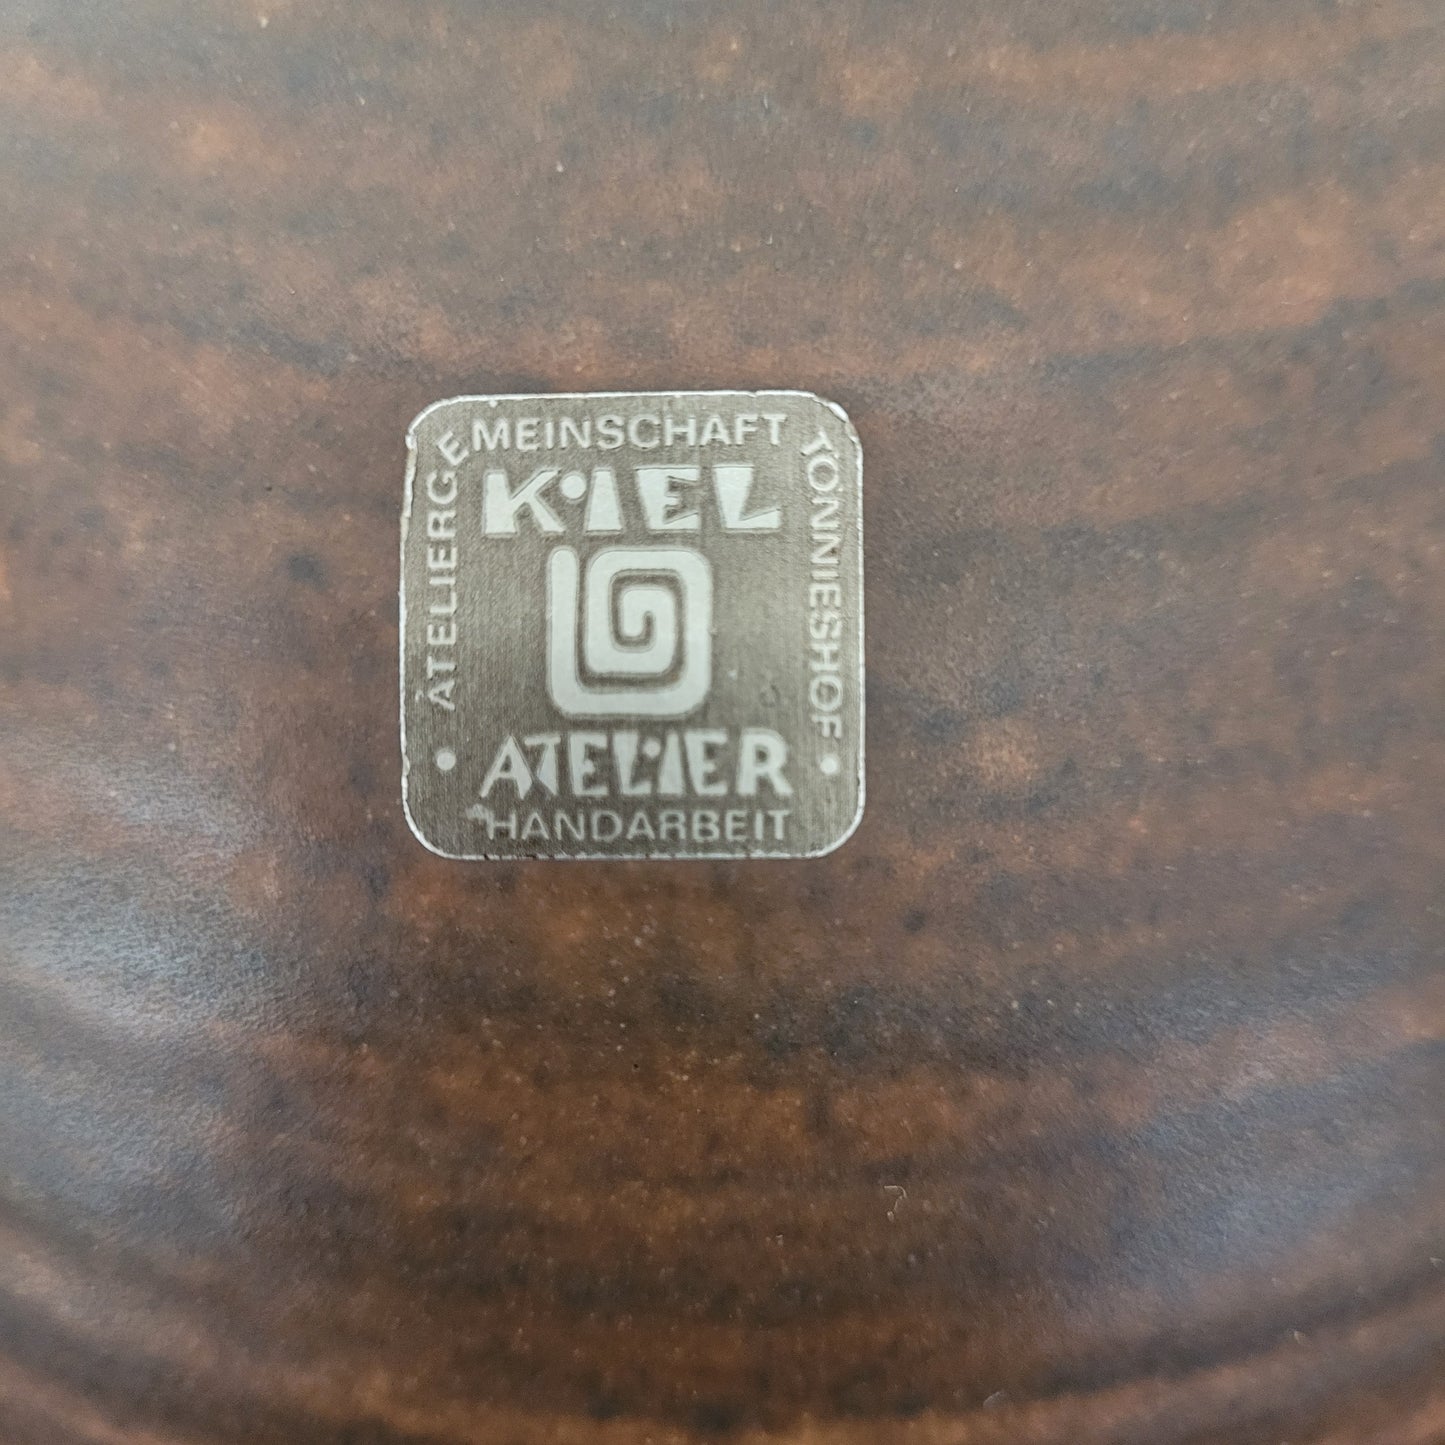 ATELIERGEMEINSCHAFT TÖNNIESHOF
KIEL
ATELIER
HANDARBEIT